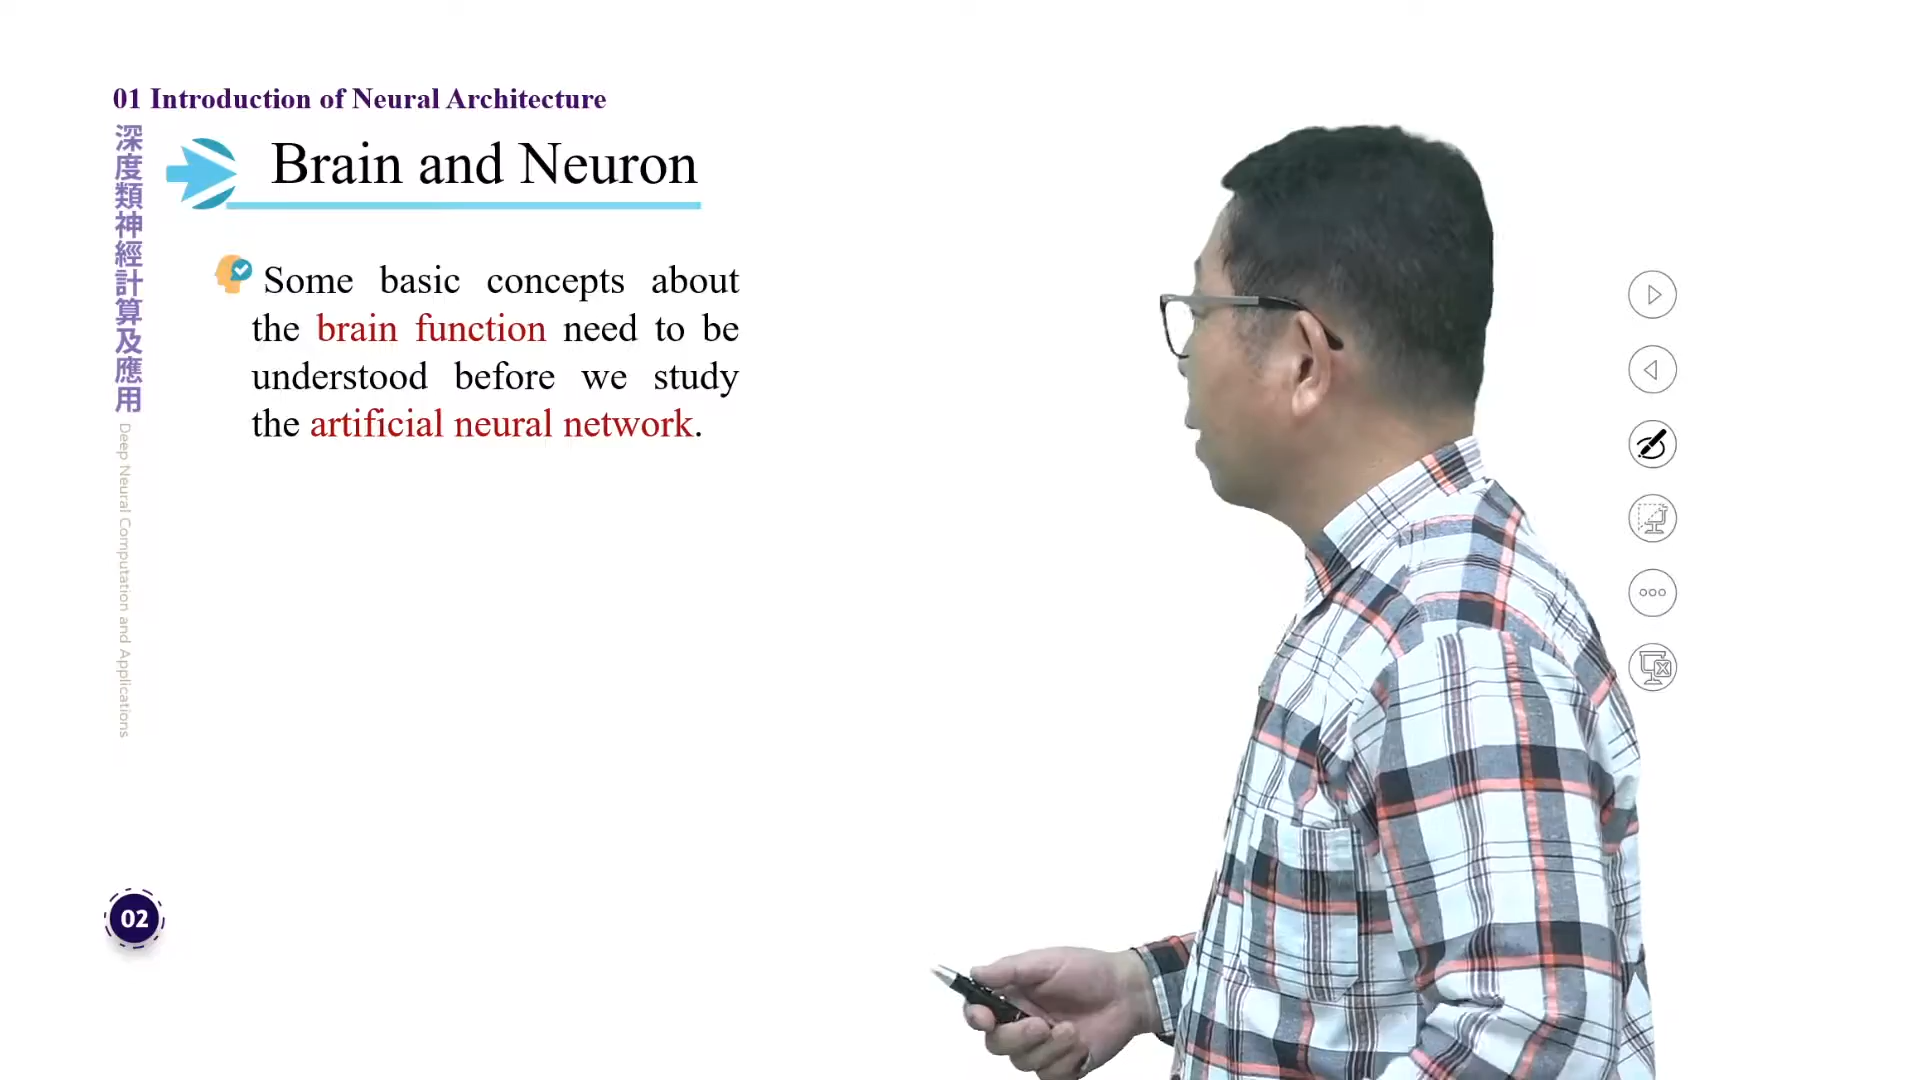 01 Introduction of Neural Architecture
深度類神經計算及應用
Deep Neural Computation and Applications
Brain and Neuron
Some basic concepts about
the brain function need to be
understood before we study
the artificial neural network.
02